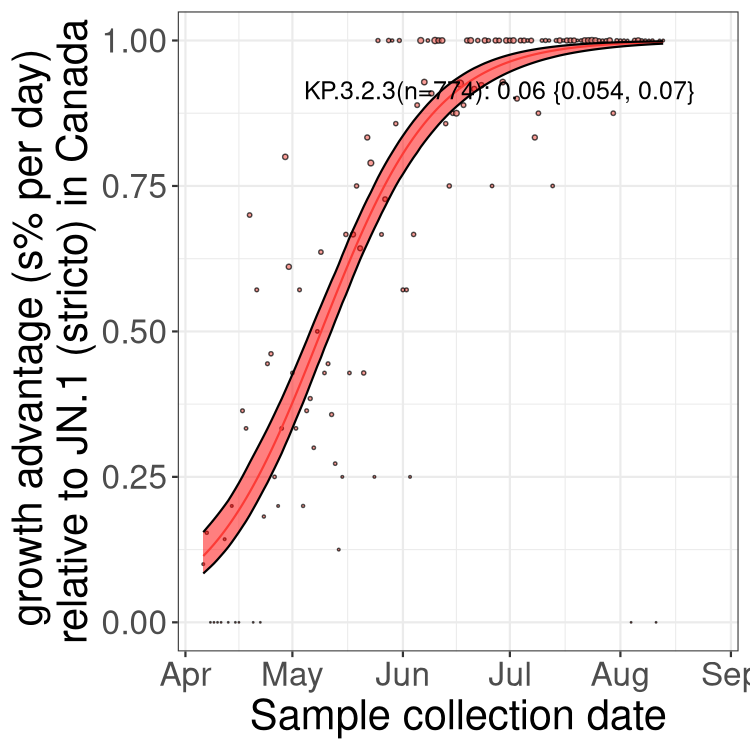 growth advantage (s% per day)
relative to JN.1 (stricto) in Canada
1.00
0.75
0.50
0.25
0.00
KP.3.2.3(n=774): 0.06 {0.054, 0.07}
Apr May Jun Jul Aug Sep
Sample collection date